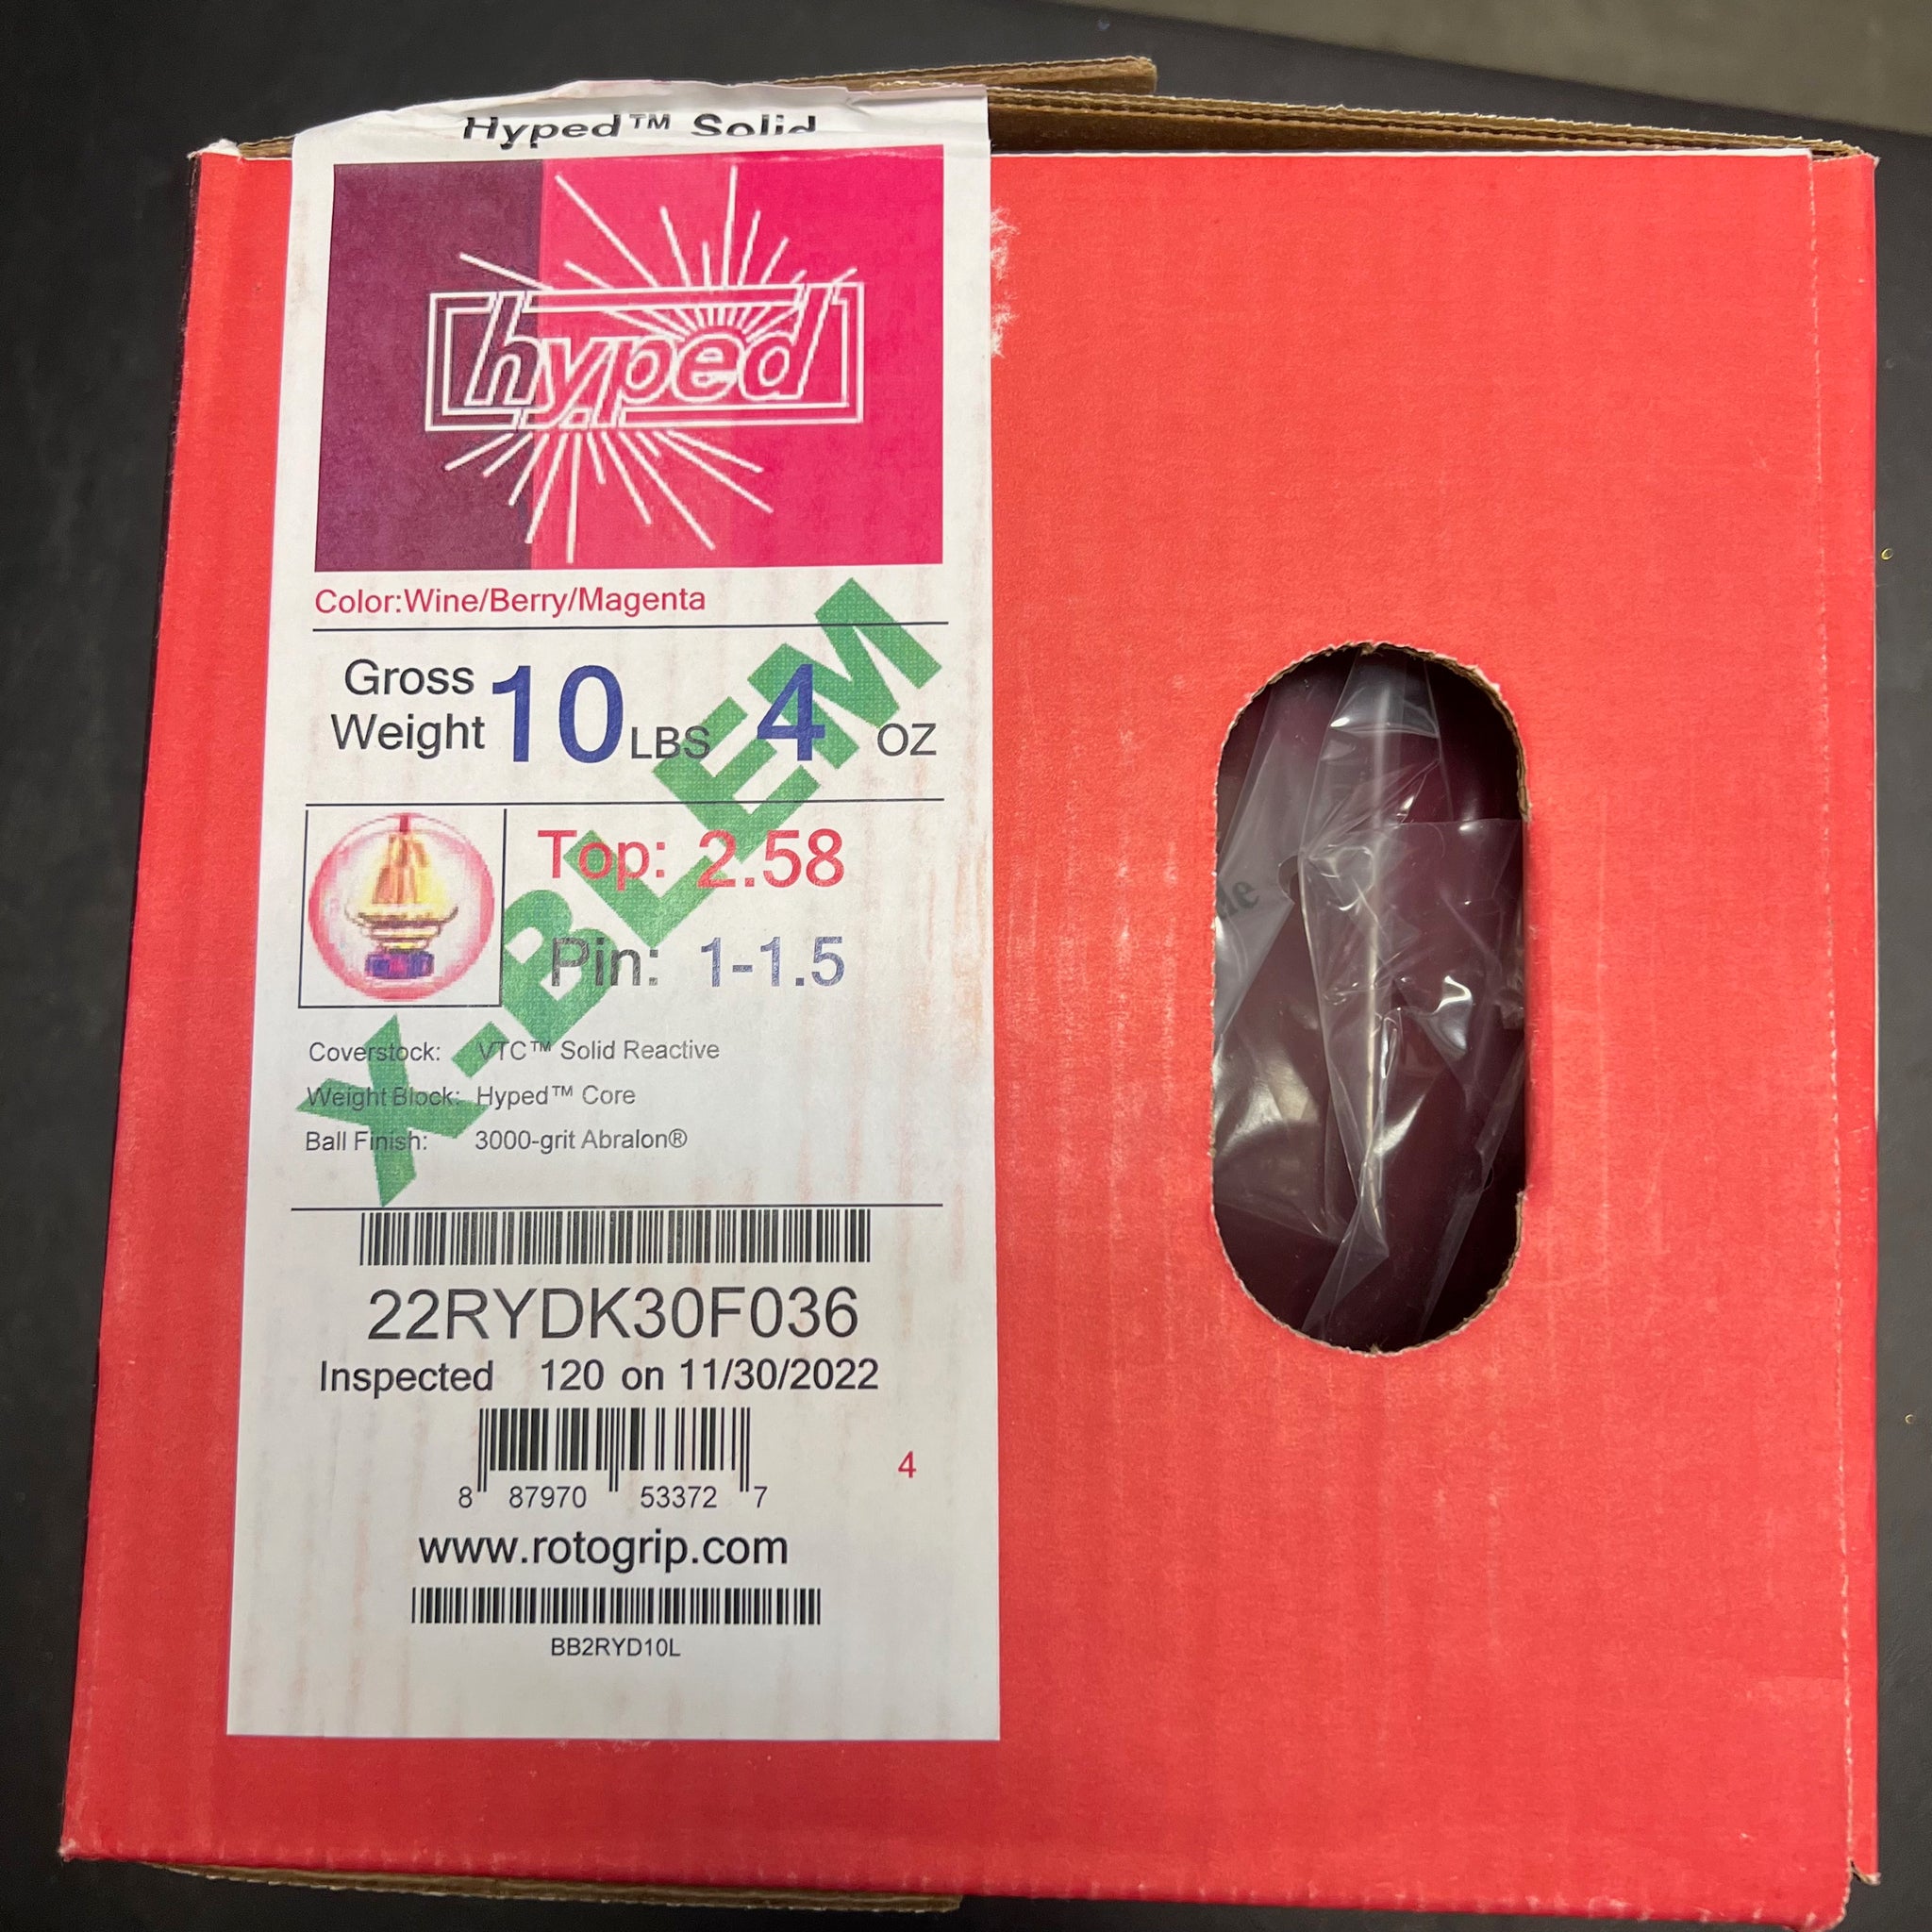 Hyped™ Solid
hyped
Color:Wine/Berry/Magenta
Gross Weight 10 LBS 4 OZ
X-BLEM
Top: 2.58
Pin: 1-1.5
Coverstock: VTC™ Solid Reactive
Weight Block: Hyped™ Core
Ball Finish: 3000-grit Abralon®
22RYDK30F036
Inspected 120 on 11/30/2022
8 87970 53372 7
4
www.rotogrip.com
BB2RYD10L